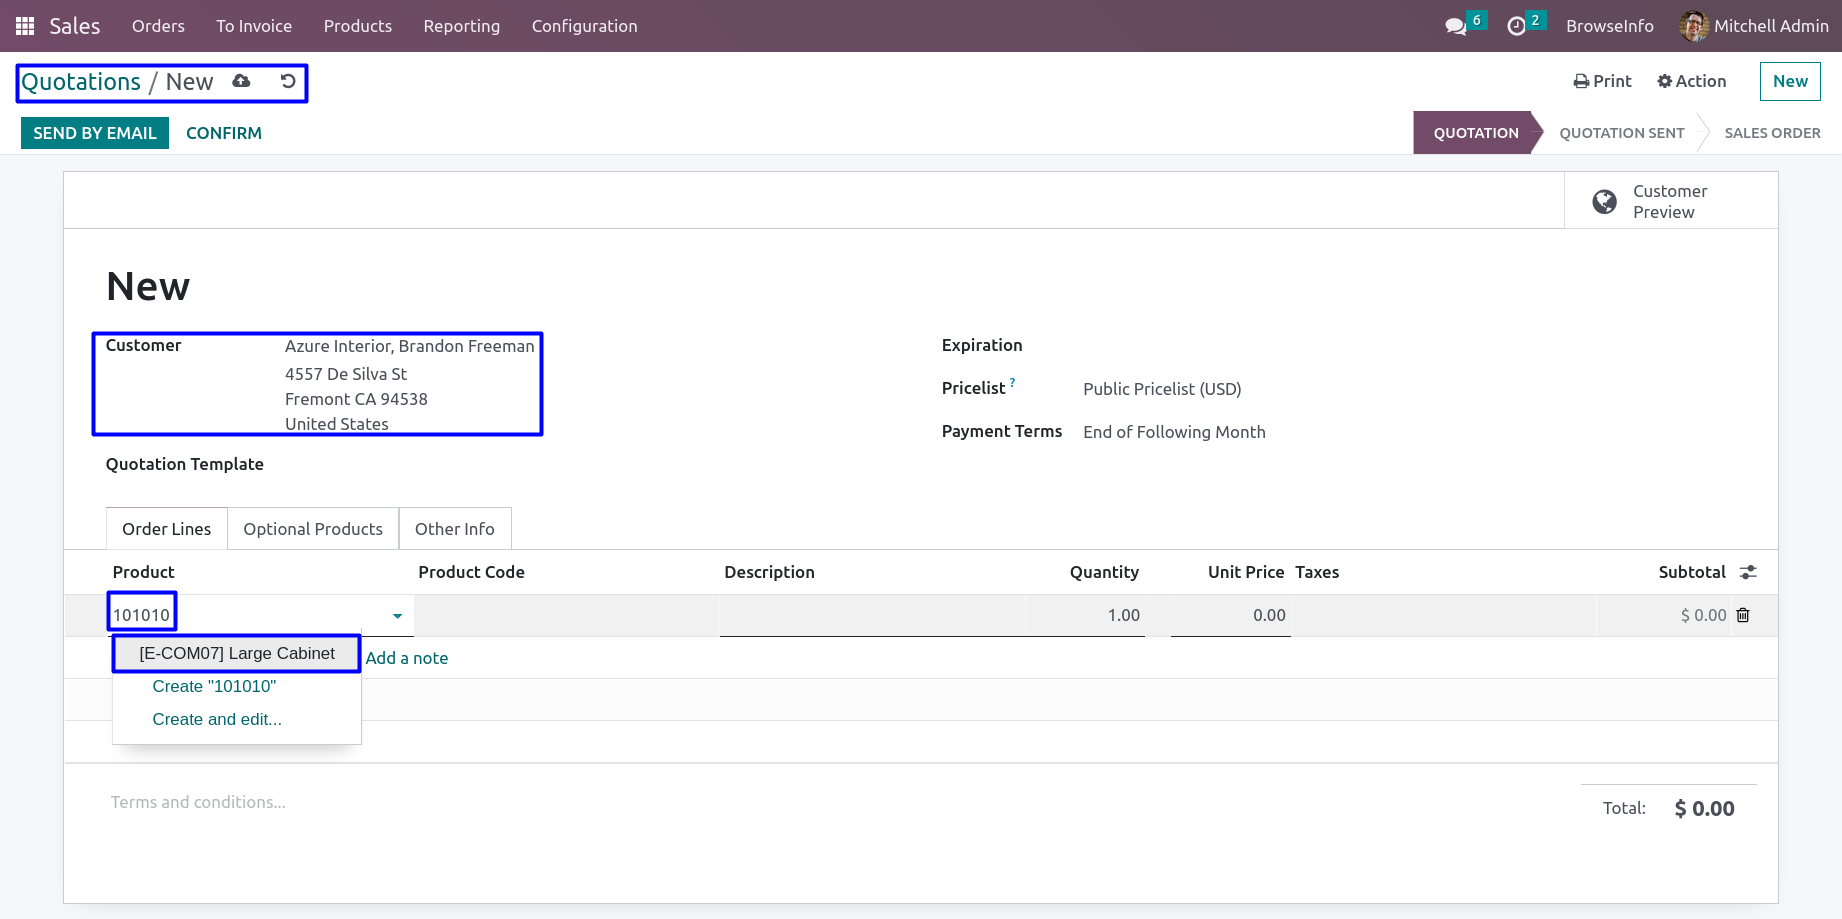 Sales Orders To Invoice Products Reporting Configuration 6 2 BrowseInfo Mitchell Admin
Quotations / New Print Action New
SEND BY EMAIL CONFIRM QUOTATION QUOTATION SENT SALES ORDER
Customer
Preview
New
Customer Azure Interior, Brandon Freeman
4557 De Silva St
Fremont CA 94538
United States
Expiration
Pricelist ? Public Pricelist (USD)
Payment Terms End of Following Month
Quotation Template
Order Lines Optional Products Other Info
Product Product Code Description Quantity Unit Price Taxes Subtotal
101010 1.00 0.00 $ 0.00
[E-COM07] Large Cabinet Add a note
Create "101010"
Create and edit...
Terms and conditions...
Total: $ 0.00